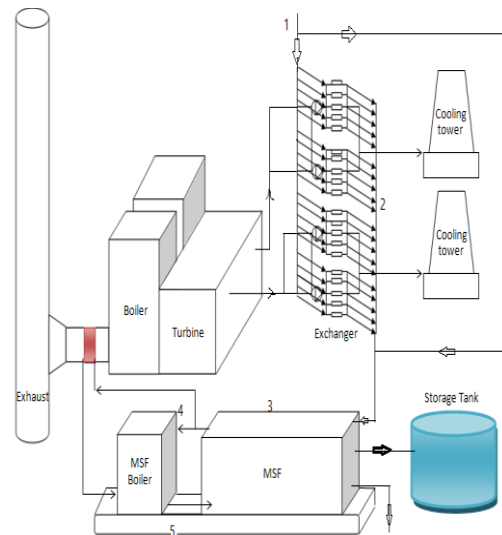 1
Cooling
tower
2
Cooling
tower
Boiler
Turbine
Exchanger
Exhaust
Storage Tank
4
3
MSF
Boiler
MSF
5